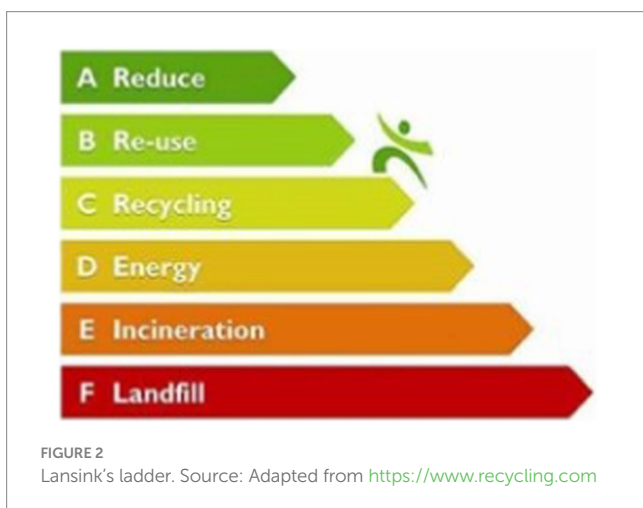 A Reduce
B Re-use
C Recycling
D Energy
E Incineration
F Landfill
FIGURE 2
Lansink's ladder. Source: Adapted from https://www.recycling.com